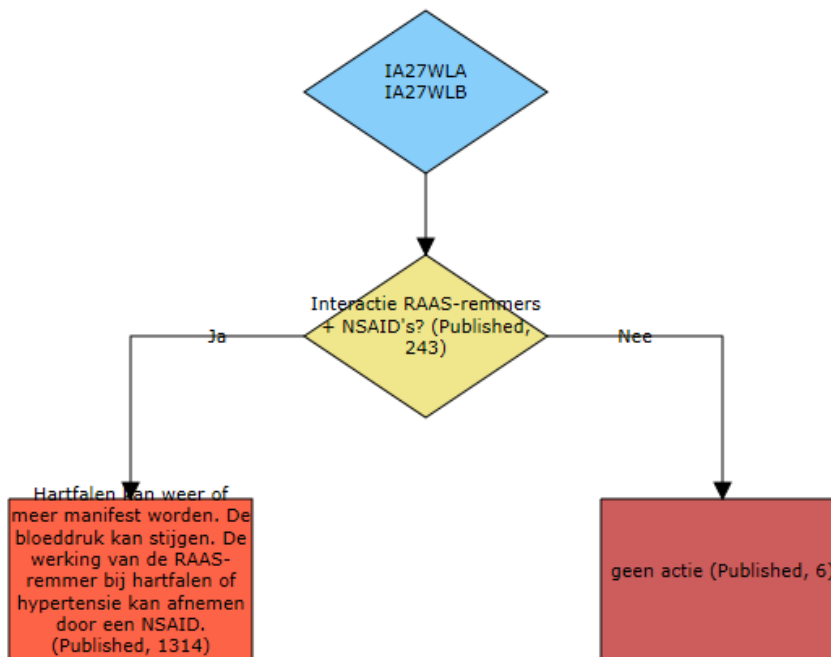 IA27WLA
IA27WLB
Interactie RAAS-remmers
+ NSAID's? (Published,
243)
Ja
Nee
Hartfalen kan weer of
meer manifest worden. De
bloeddruk kan stijgen. De
werking van de RAAS-
remmer bij hartfalen of
hypertensie kan afnemen
door een NSAID.
(Published, 1314)
geen actie (Published, 6)